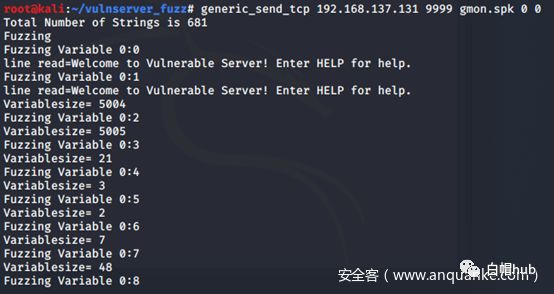 root@kali:~/vulnserver_fuzz# generic_send_tcp 192.168.137.131 9999 gmon.spk 0 0
Total Number of Strings is 681
Fuzzing
Fuzzing Variable 0:0
line read=Welcome to Vulnerable Server! Enter HELP for help.
Fuzzing Variable 0:1
line read=Welcome to Vulnerable Server! Enter HELP for help.
Variablesize= 5004
Fuzzing Variable 0:2
Variablesize= 5005
Fuzzing Variable 0:3
Variablesize= 21
Fuzzing Variable 0:4
Variablesize= 3
Fuzzing Variable 0:5
Variablesize= 2
Fuzzing Variable 0:6
Variablesize= 7
Fuzzing Variable 0:7
Variablesize= 48
Fuzzing Variable 0:8
白帽hub
安全客（www.anquanke.com）